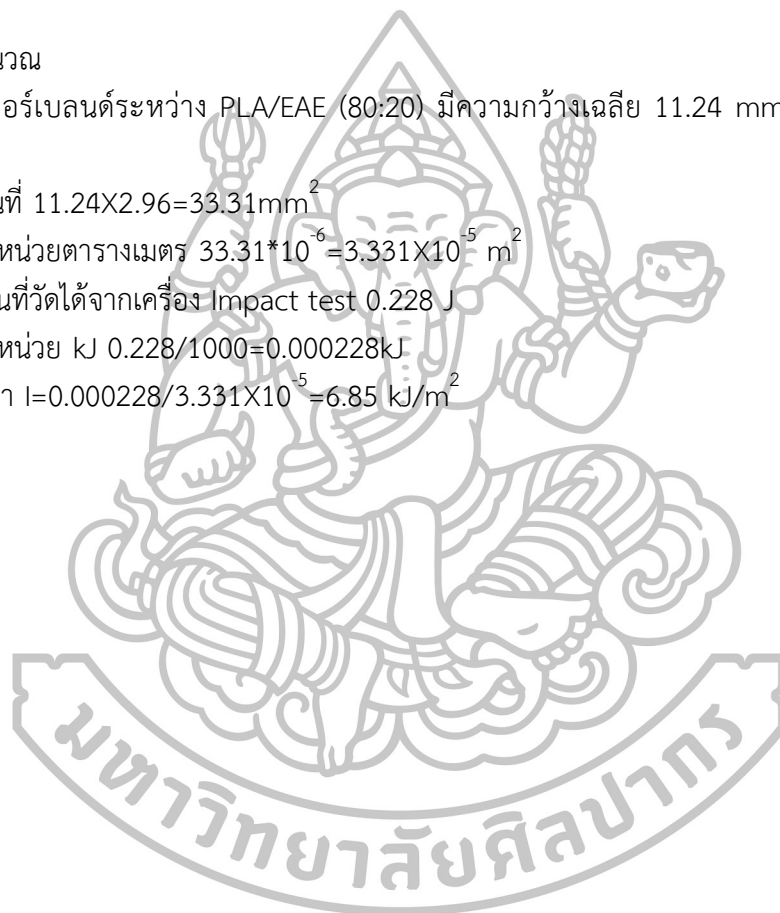 นวณ
อร์เบลนด์ระหว่าง PLA/EAE (80:20) มีความกว้างเฉลี่ย 11.24 mm
นที่ 11.24X2.96=33.31mm²
หน่วยตารางเมตร 33.31*10⁻⁶=3.331X10⁻⁵ m²
นที่วัดได้จากเครื่อง Impact test 0.228 J
หน่วย kJ 0.228/1000=0.000228kJ
า I=0.000228/3.331X10⁻⁵=6.85 kJ/m²
มหาวิทยาลัยศิลปากร